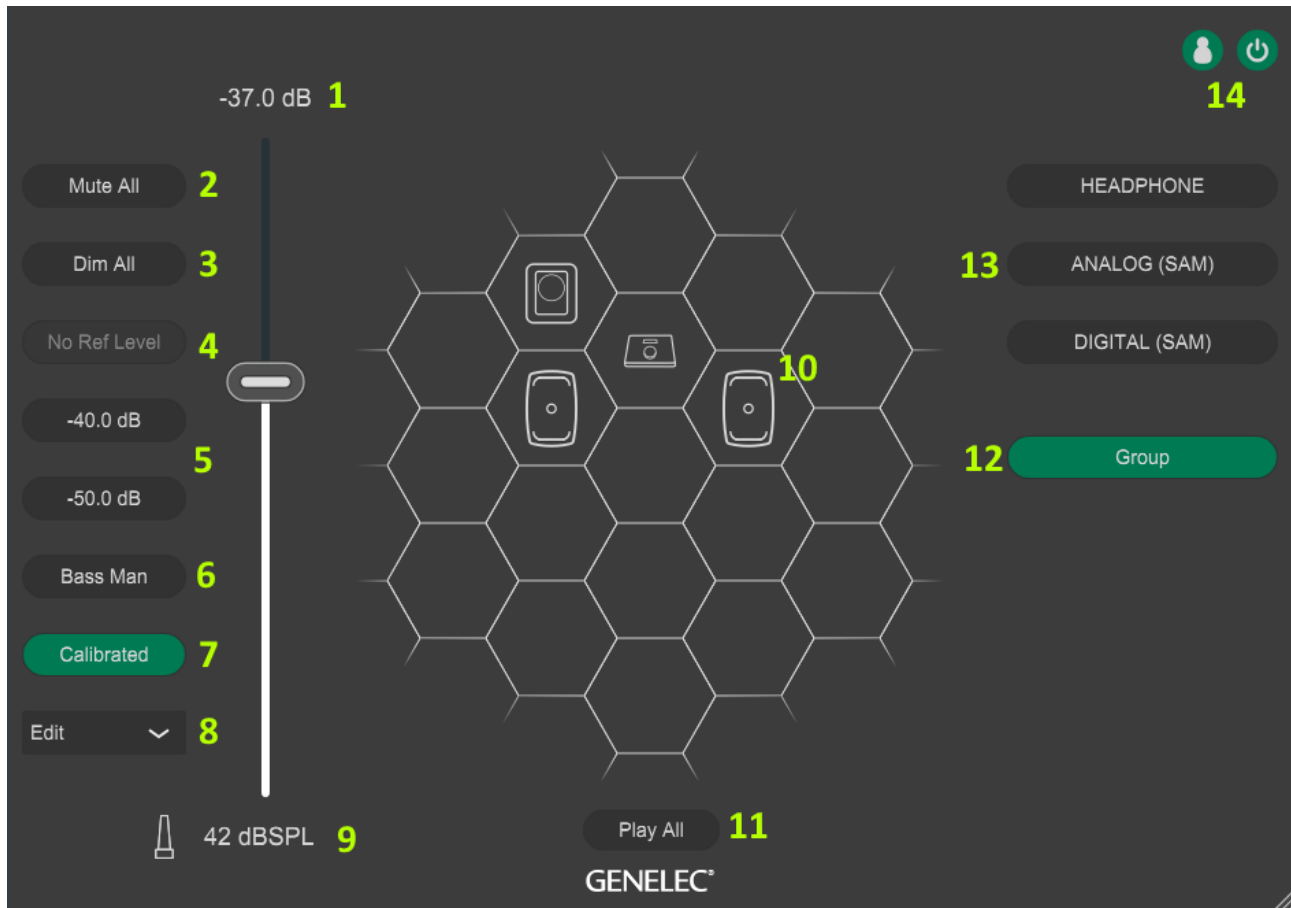 -37.0 dB 1
14
Mute All 2
HEADPHONE
Dim All 3
13 ANALOG (SAM)
No Ref Level 4
DIGITAL (SAM)
10
-40.0 dB
5
12 Group
-50.0 dB
Bass Man 6
Calibrated 7
Edit 8
42 dBSPL 9
Play All 11
GENELEC®